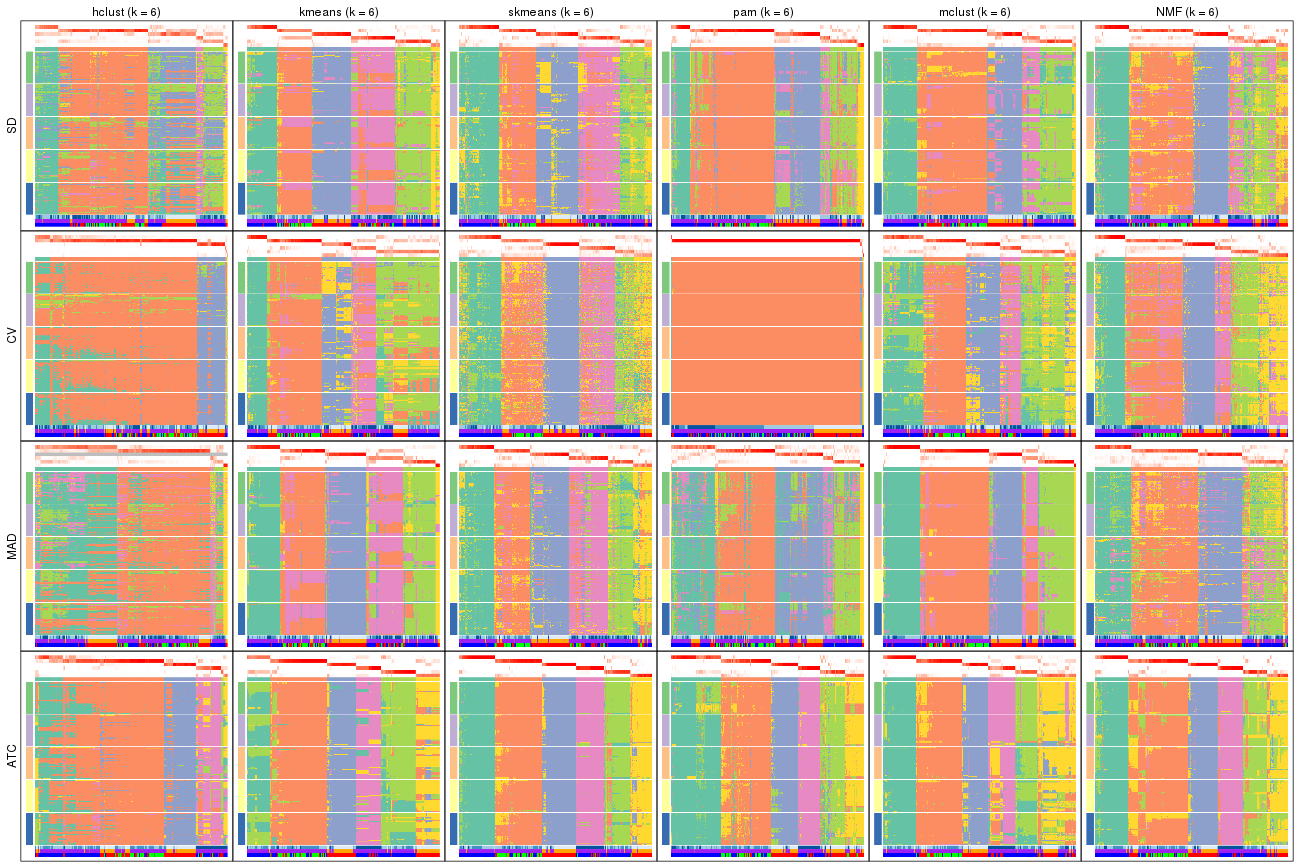 hclust (k = 6) kmeans (k = 6) skmeans (k = 6) pam (k = 6) mclust (k = 6) NMF (k = 6)
SD
CV
MAD
ATC